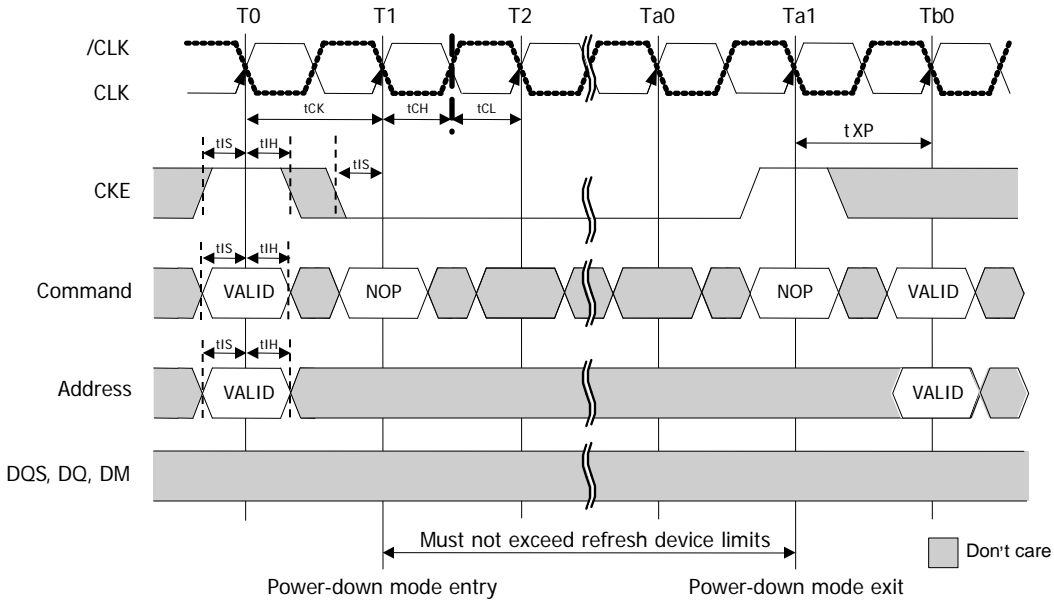 T0 T1 T2 Ta0 Ta1 Tb0
/CLK
CLK
tCK tCH tCL
tXP
tIS tIH
tIS
CKE
tIS tIH
Command VALID NOP NOP VALID
tIS tIH
Address VALID VALID
DQS, DQ, DM
Must not exceed refresh device limits
Don't care
Power-down mode entry Power-down mode exit